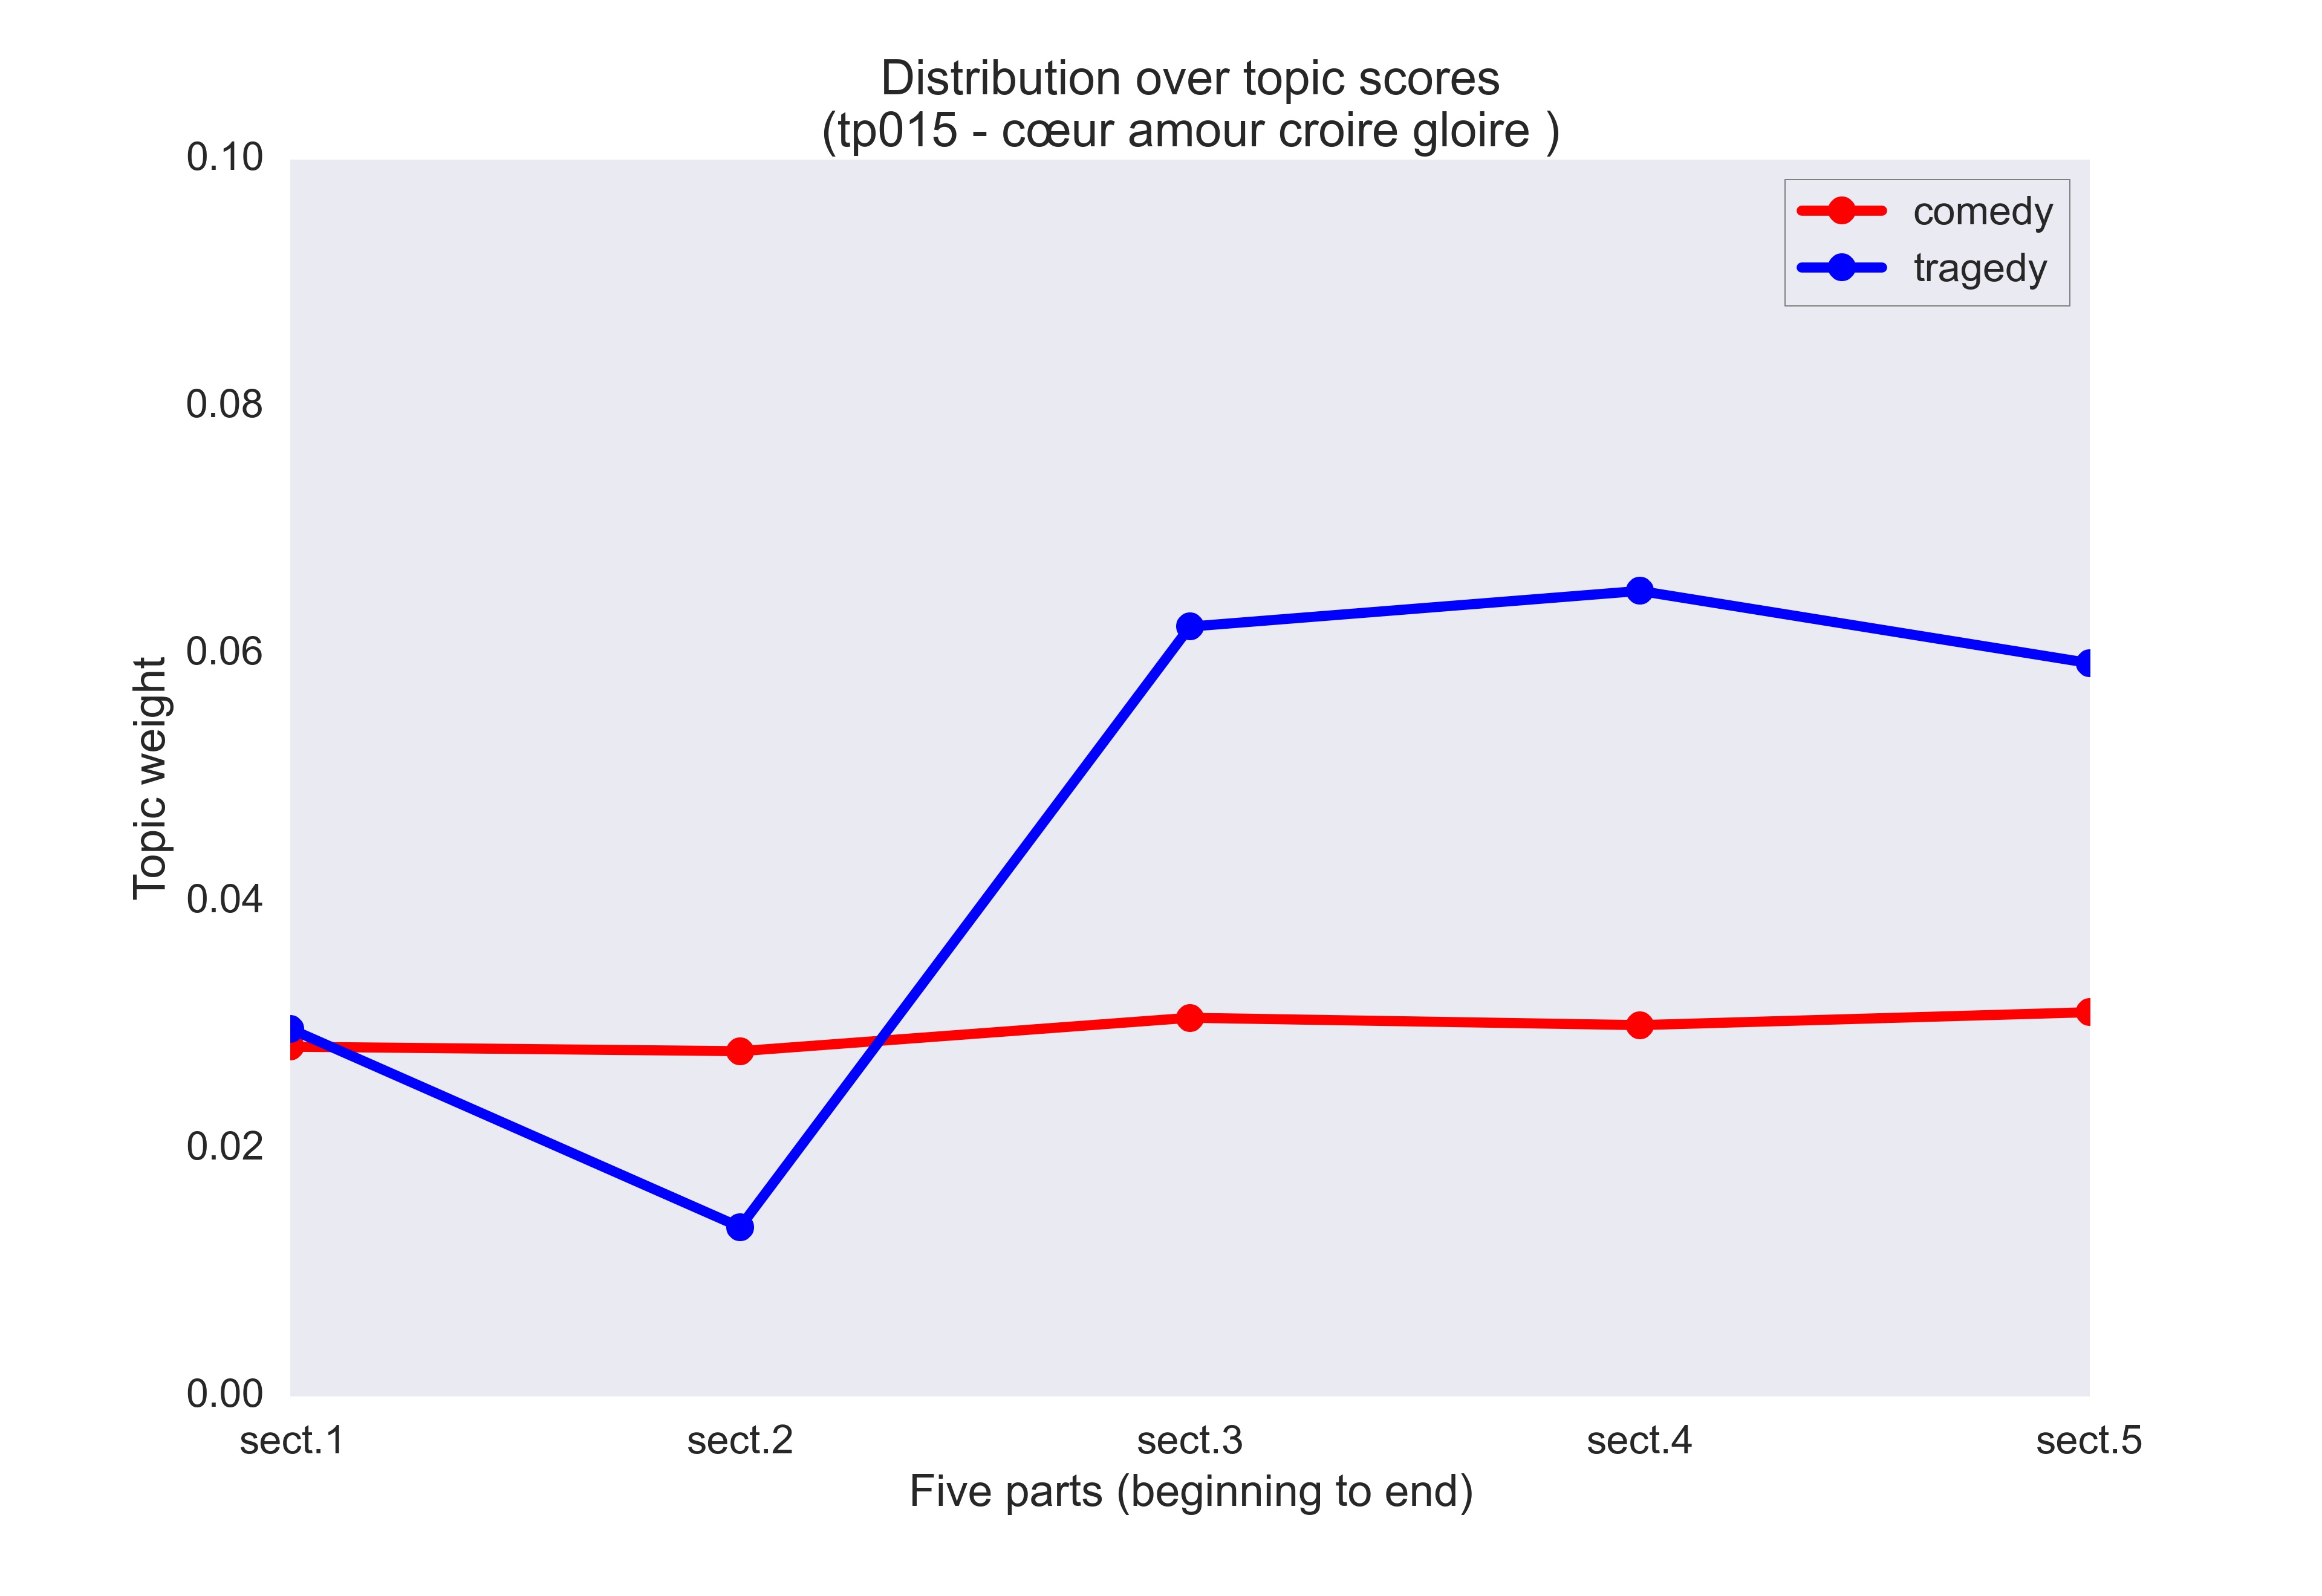 Distribution over topic scores
(tp015 - cœur amour croire gloire )
0.10
0.08
0.06
0.04
0.02
0.00
Topic weight
comedy
tragedy
sect.1
sect.2
sect.3
sect.4
sect.5
Five parts (beginning to end)